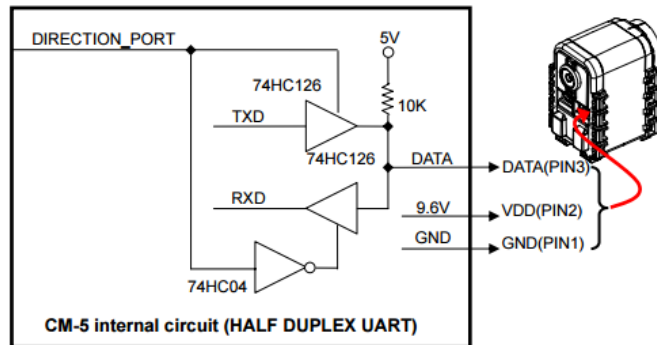 DIRECTION_PORT
5V
74HC126
10K
TXD
74HC126
DATA
DATA(PIN3)
RXD
9.6V
VDD(PIN2)
GND
GND(PIN1)
74HC04
CM-5 internal circuit (HALF DUPLEX UART)